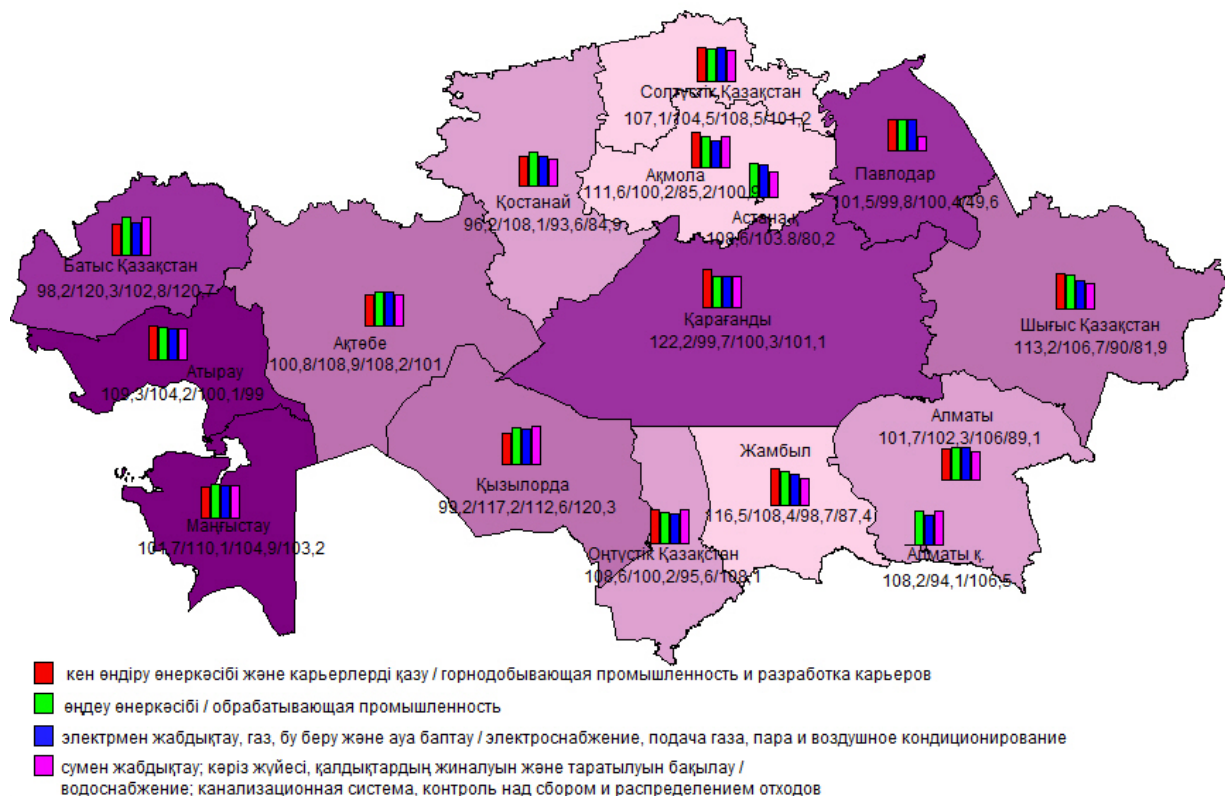 Солтүстік Қазақстан
107,1/104,5/108,5/101,2
Ақмола
111,6/100,2/85,2/100,9
Астана қ.
108,6/103.8/80,2
Павлодар
101,5/99,8/100,4/49,6
Қостанай
96,2/108,1/93,6/84,9
Батыс Қазақстан
98,2/120,3/102,8/120,7
Ақтөбе
100,8/108,9/108,2/101
Қарағанды
122,2/99,7/100,3/101,1
Шығыс Қазақстан
113,2/106,7/90/81,9
Атырау
109,3/104,2/100,1/99
Алматы
101,7/102,3/106/89,1
Жамбыл
116,5/108,4/98,7/87,4
Қызылорда
99,2/117,2/112,6/120,3
Маңғыстау
101,7/110,1/104,9/103,2
Оңтүстік Қазақстан
108,6/100,2/95,6/108,1
Алматы қ.
108,2/94,1/106,5
кен өндіру өнеркәсібі және карьерлерді қазу / горнодобывающая промышленность и разработка карьеров
өңдеу өнеркәсібі / обрабатывающая промышленность
электрмен жабдықтау, газ, бу беру және ауа баптау / электроснабжение, подача газа, пара и воздушное кондиционирование
сумен жабдықтау; кәріз жүйесі, қалдықтардың жиналуын және таратылуын бақылау /
водоснабжение; канализационная система, контроль над сбором и распределением отходов